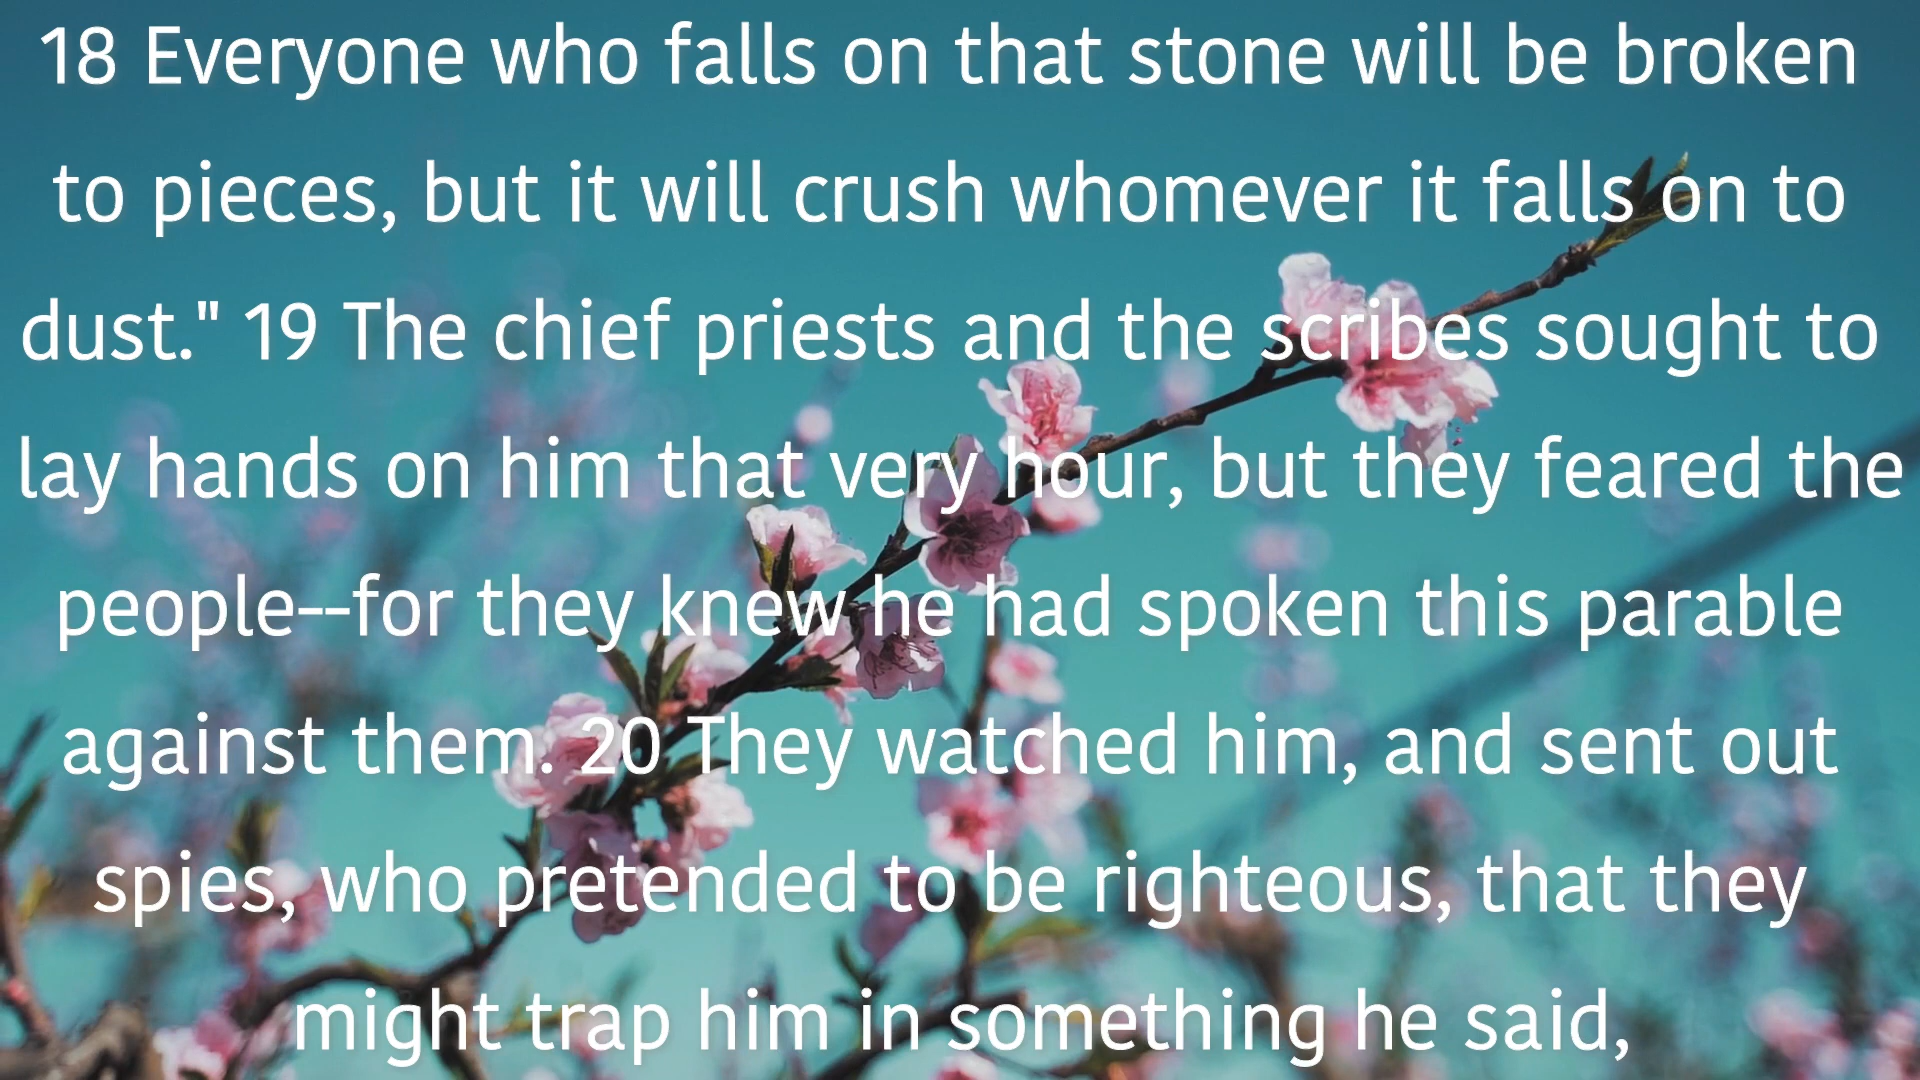 18 Everyone who falls on that stone will be broken
to pieces, but it will crush whomever it falls on to
dust." 19 The chief priests and the scribes sought to
lay hands on him that very hour, but they feared the
people--for they knew he had spoken this parable
against them. 20 They watched him, and sent out
spies, who pretended to be righteous, that they
might trap him in something he said,